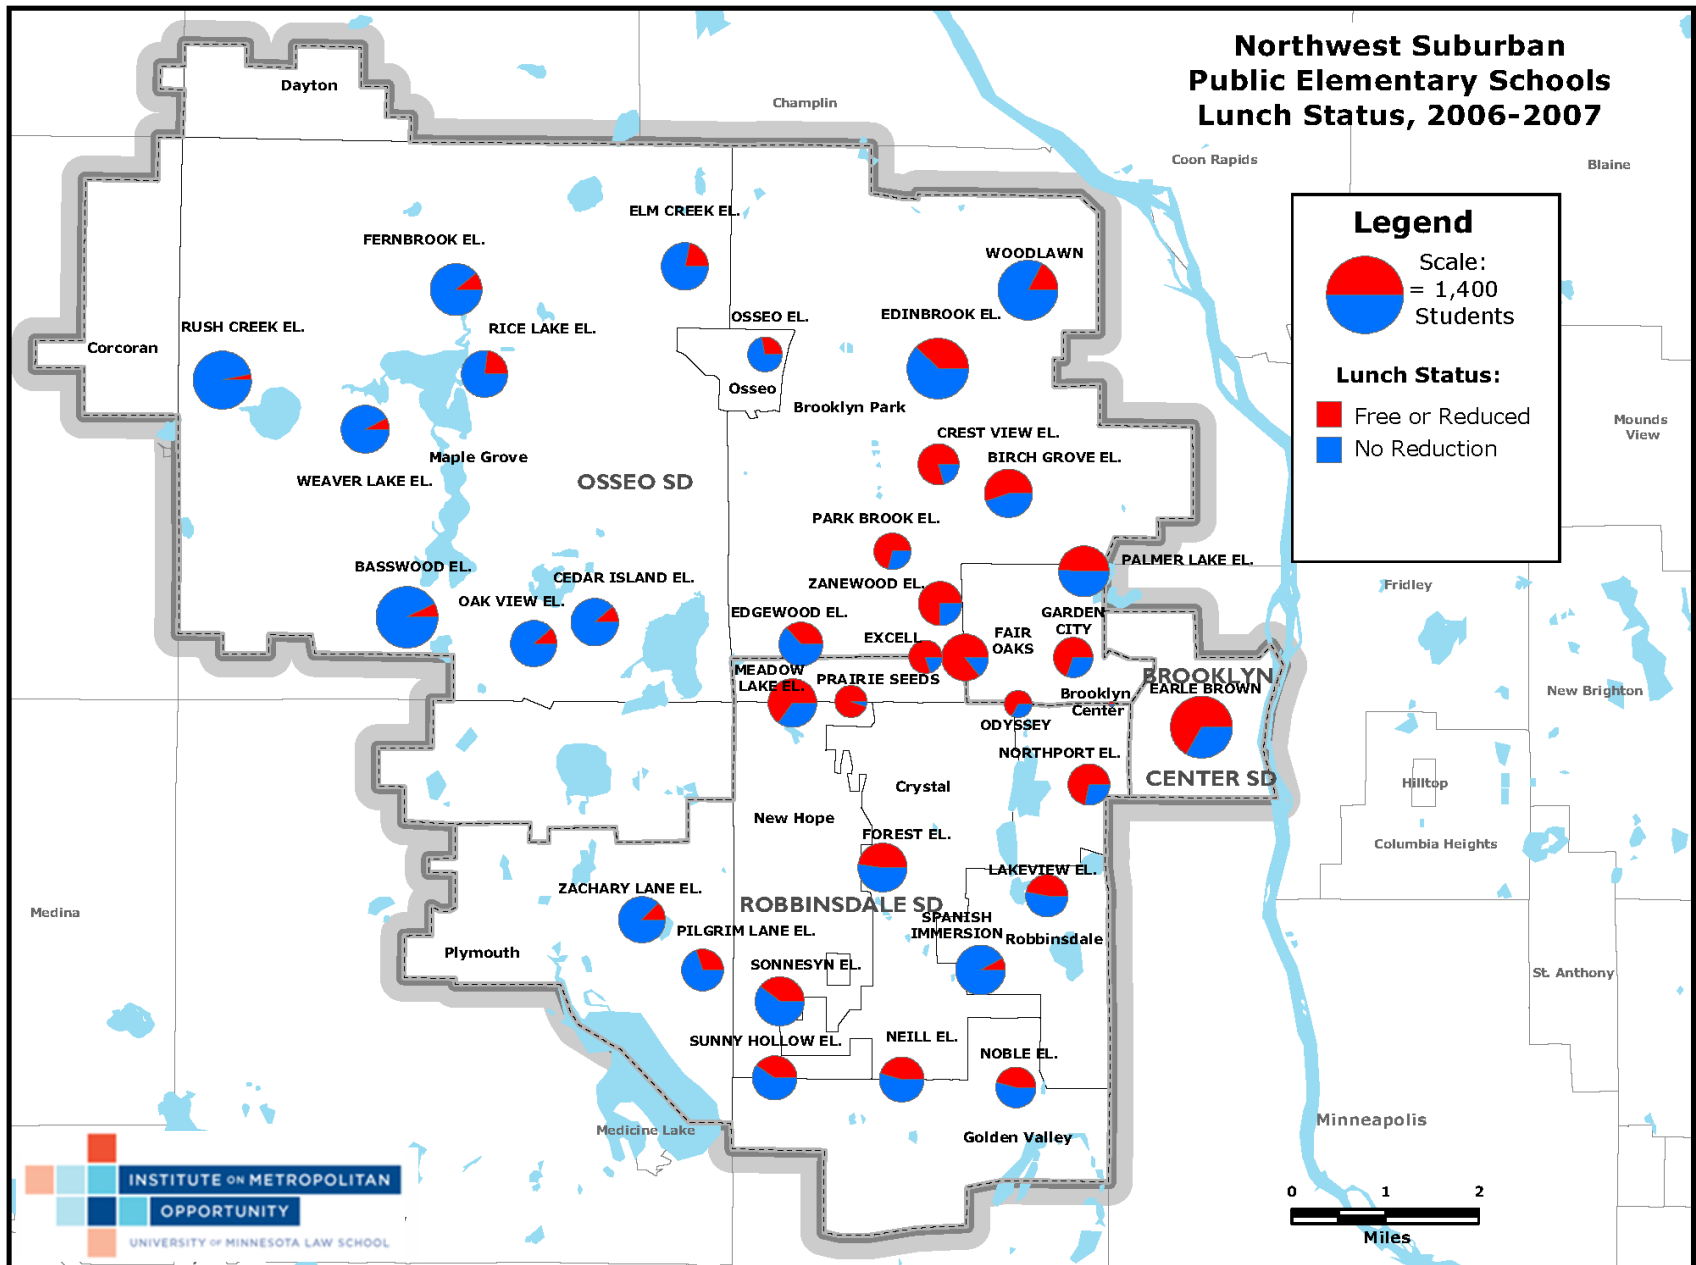 Northwest Suburban
Public Elementary Schools
Lunch Status, 2006-2007
Dayton
Champlin
Coon Rapids
Blaine
Legend
Scale:
= 1,400
Students
Lunch Status:
Free or Reduced
No Reduction
ELM CREEK EL.
FERNBROOK EL.
WOODLAWN
RUSH CREEK EL.
RICE LAKE EL.
OSSEO EL.
EDINBROOK EL.
Corcoran
Osseo
Brooklyn Park
Mounds
View
CREST VIEW EL.
BIRCH GROVE EL.
Maple Grove
WEAVER LAKE EL.
OSSEO SD
PARK BROOK EL.
PALMER LAKE EL.
BASSWOOD EL.
CEDAR ISLAND EL.
ZANEWOOD EL.
Fridley
OAK VIEW EL.
EDGEWOOD EL.
GARDEN
CITY
EXCELL
FAIR
OAKS
MEADOW
LAKE EL.
PRAIRIE SEEDS
BROOKLYN
EARLE BROWN
New Brighton
Brooklyn
Center
ODYSSEY
NORTHPORT EL.
CENTER SD
Hilltop
Crystal
New Hope
FOREST EL.
Columbia Heights
LAKEVIEW EL.
ZACHARY LANE EL.
ROBBINSDALE SD
SPANISH
IMMERSION
Medina
PILGRIM LANE EL.
Robbinsdale
Plymouth
SONNESYN EL.
St. Anthony
SUNNY HOLLOW EL.
NEILL EL.
NOBLE EL.
Medicine Lake
Golden Valley
Minneapolis
INSTITUTE ON METROPOLITAN
OPPORTUNITY
UNIVERSITY OF MINNESOTA LAW SCHOOL
0 1 2
Miles